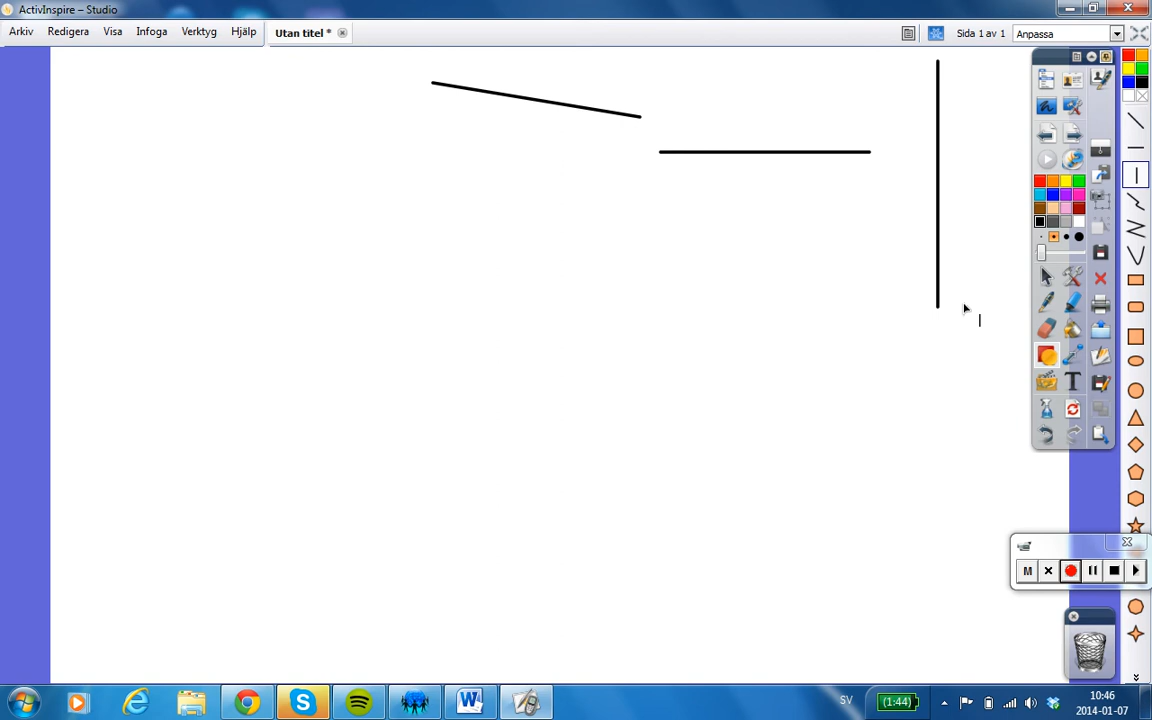 ActivInspire – Studio
Arkiv Redigera Visa Infoga Verktyg Hjälp Utan titel * Sida 1 av 1 Anpassa
T
M
W
SV (1:44) 10:46
2014-01-07